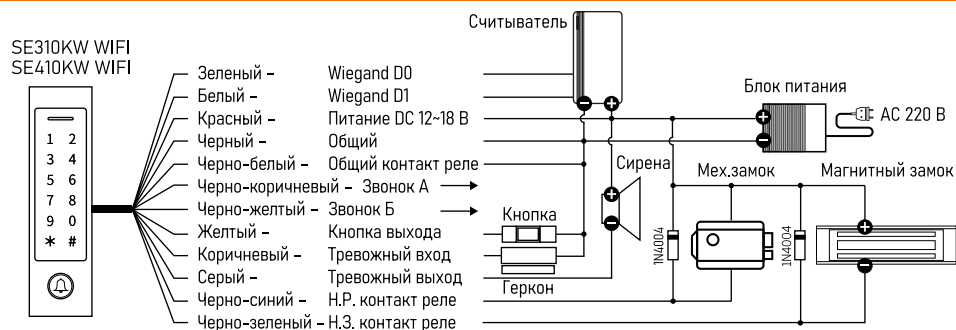 SE310KW WIFI
SE410KW WIFI
Считыватель
Зеленый – Wiegand D0
Белый – Wiegand D1
Красный – Питание DC 12~18 В
Черный – Общий
Черно-белый – Общий контакт реле
Черно-коричневый – Звонок А
Черно-желтый – Звонок Б
Желтый – Кнопка выхода
Коричневый – Тревожный вход
Серый – Тревожный выход
Черно-синий – Н.Р. контакт реле
Черно-зеленый – Н.З. контакт реле
1 2
3 4
5 6
7 8
9 0
* #
Кнопка
Геркон
Сирена
Блок питания
AC 220 В
Мех.замок
Магнитный замок
1N4004
1N4004